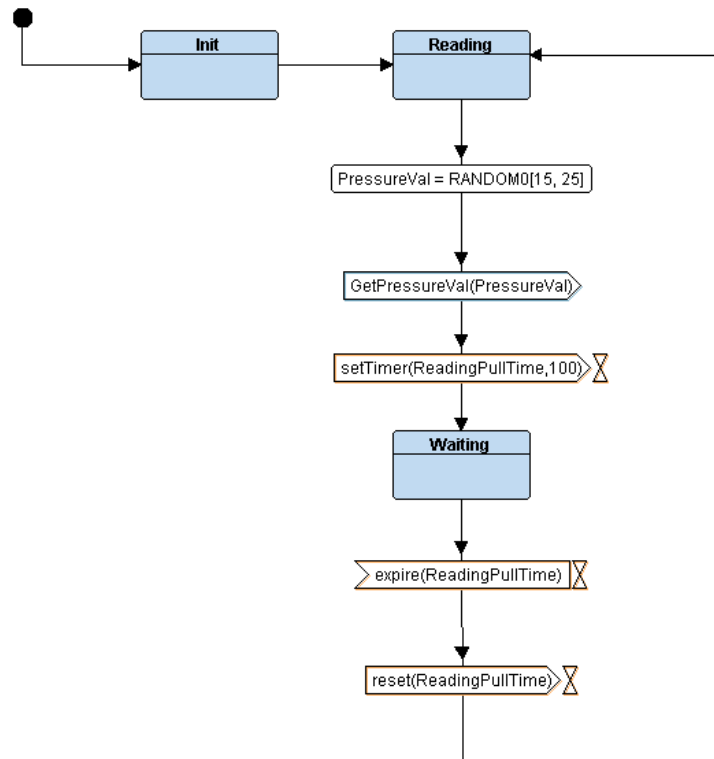 Init
Reading
PressureVal = RANDOM0[15, 25]
GetPressureVal(PressureVal)
setTimer(ReadingPullTime,100)
Waiting
expire(ReadingPullTime)
reset(ReadingPullTime)